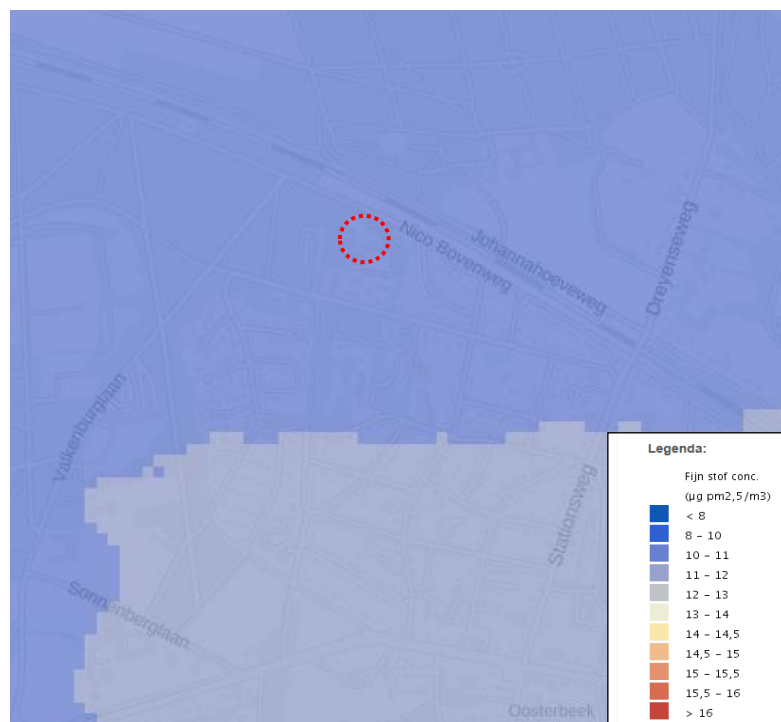 Nico Bovenweg
Johannahoeveweg
Dreyenseweg
Valkenburglaan
Stationsweg
Sonnenberglaan
Oosterbeek
Legenda:
Fijn stof conc.
(µg pm2,5/m3)
< 8
8 – 10
10 – 11
11 – 12
12 – 13
13 – 14
14 – 14,5
14,5 – 15
15 – 15,5
15,5 – 16
> 16